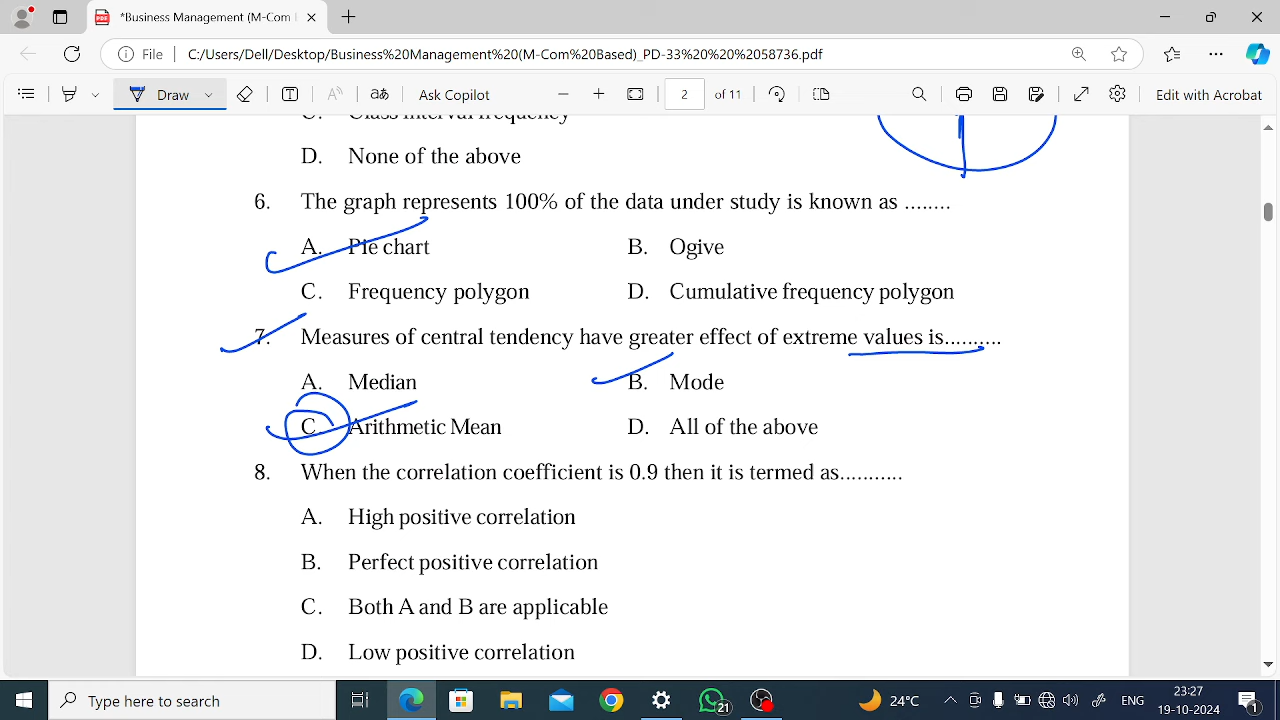 *Business Management (M-Com
File
C:/Users/Dell/Desktop/Business%20Management%20(M-Com%20Based)_PD-33%20%20%2058736.pdf
Draw
Ask Copilot
2 of 11
Edit with Acrobat
C. Class interval frequency
D. None of the above
6. The graph represents 100% of the data under study is known as ........
A. Pie chart B. Ogive
C. Frequency polygon D. Cumulative frequency polygon
7. Measures of central tendency have greater effect of extreme values is..........
A. Median B. Mode
C. Arithmetic Mean D. All of the above
8. When the correlation coefficient is 0.9 then it is termed as...........
A. High positive correlation
B. Perfect positive correlation
C. Both A and B are applicable
D. Low positive correlation
Type here to search
21
24°C
ENG
23:27
19-10-2024
1